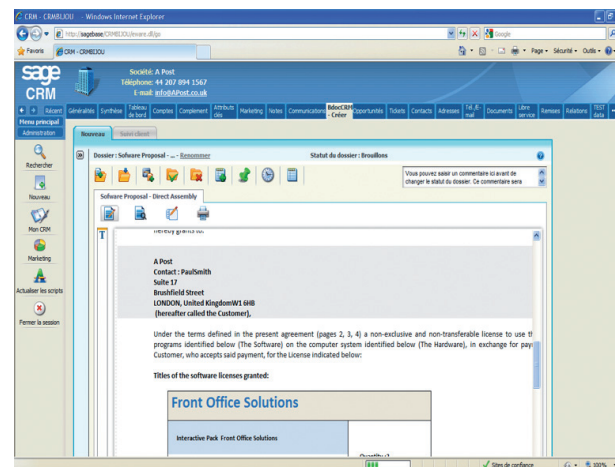 CRM - CRMBIJOU - Windows Internet Explorer
http://sagebase/CRMBIJOU/eware.dll/go
Google
Favoris CRM - CRMBIJOU
Page Sécurité Outils
sage
CRM
Société: A Post
Téléphone: 44 207 894 1567
E-mail: info@APost.co.uk
Récent Généralités Synthèse Tableau de bord Comptes Complement Attributs clés Marketing Notes Communications BdocCRM - Créer Opportunités Tickets Contacts Adresses Tél./E-mail Documents Libre service Remises Relations TEST data
Menu principal
Administration
Nouveau Suivi client
Rechercher
Nouveau
Mon CRM
Marketing
Actualiser les scripts
Fermer la session
Dossier : Sofware Proposal - ... - Renommer Statut du dossier : Brouillons
Vous pouvez saisir un commentaire ici avant de
changer le statut du dossier. Ce commentaire sera
Sofware Proposal - Direct Assembly
T
hereby grants to:
A Post
Contact : PaulSmith
Suite 17
Brushfield Street
LONDON, United KingdomW1 6HB
(hereafter called the Customer),
Under the terms defined in the present agreement (pages 2, 3, 4) a non-exclusive and non-transferable license to use th
programs identified below (The Software) on the computer system identified below (The Hardware), in exchange for payr
Customer, who accepts said payment, for the License indicated below:
Titles of the software licenses granted:
Front Office Solutions
Interactive Pack Front Office Solutions
Sites de confiance
100%